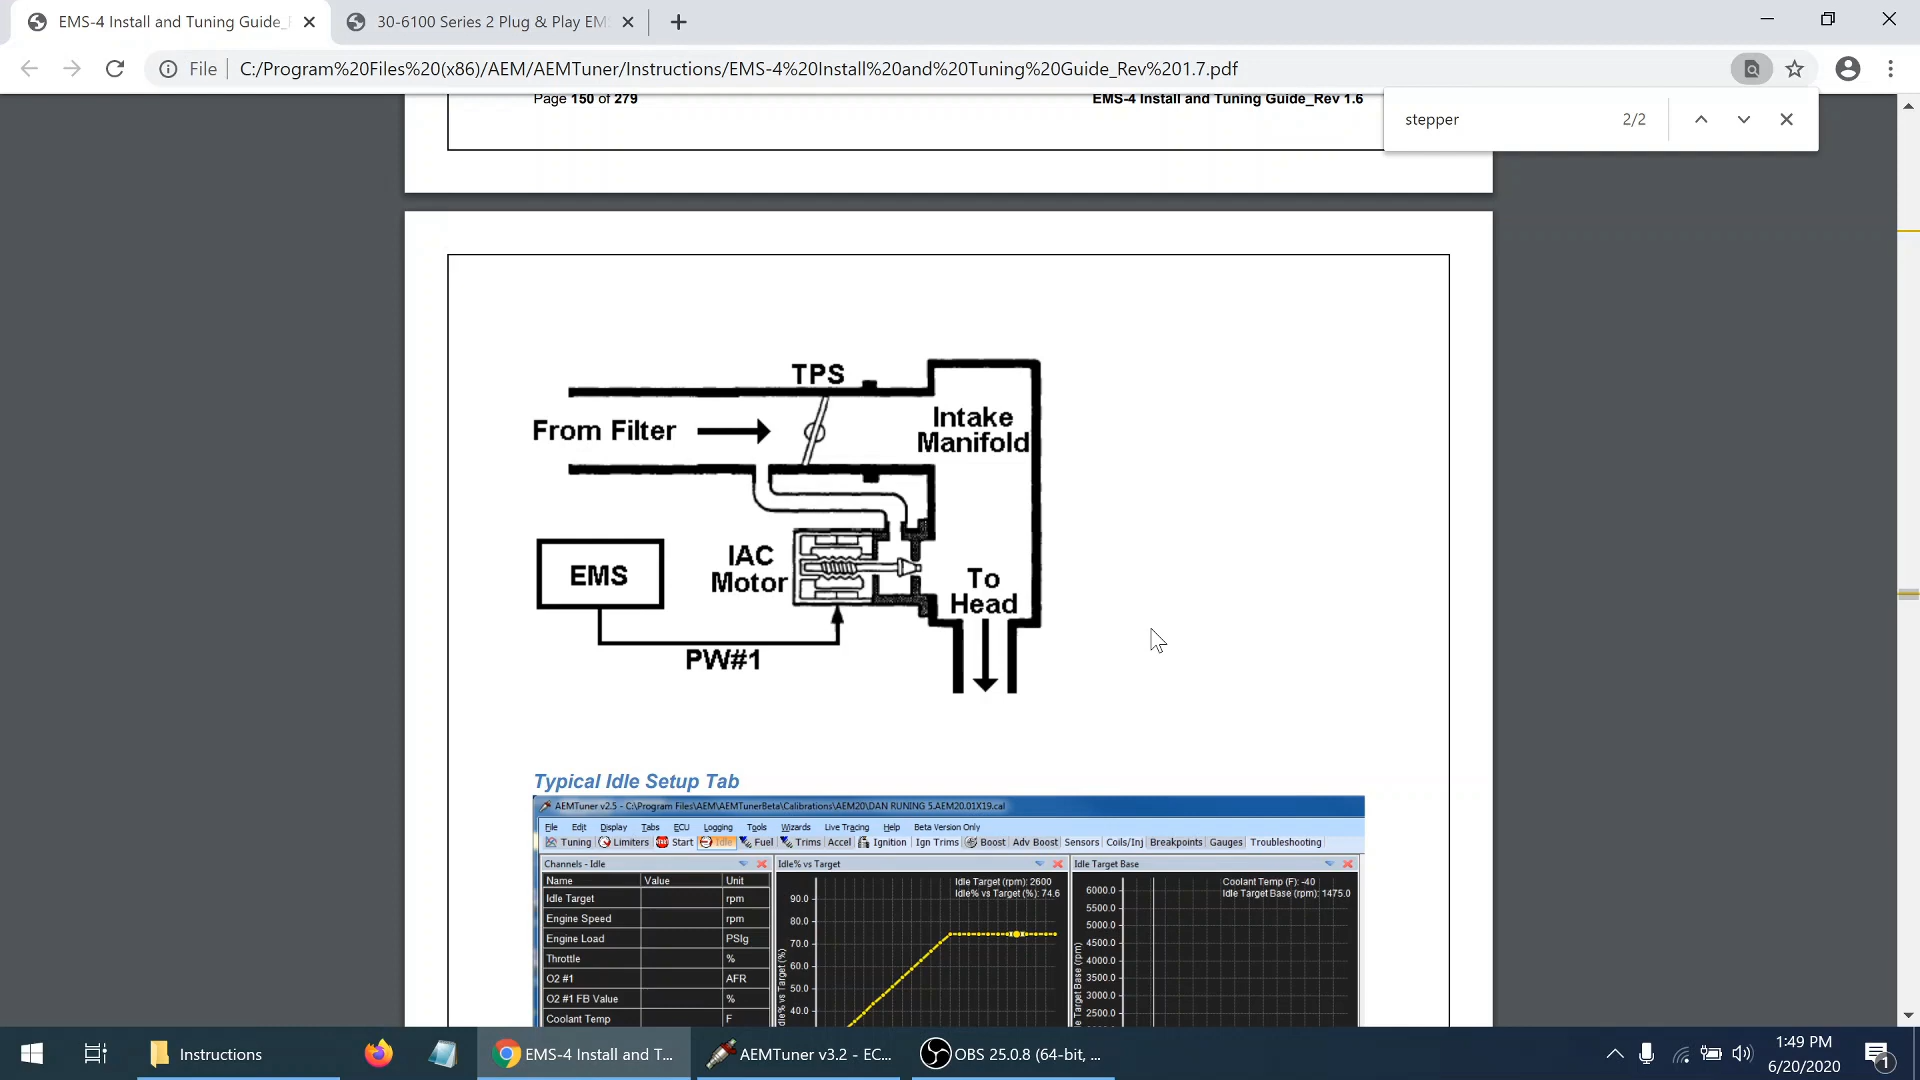 EMS-4 Install and Tuning Guide_
30-6100 Series 2 Plug & Play EMS
File
C:/Program%20Files%20(x86)/AEM/AEMTuner/Instructions/EMS-4%20Install%20and%20Tuning%20Guide_Rev%201.7.pdf
Page 150 of 279
EMS-4 Install and Tuning Guide_Rev 1.6
stepper
2/2
TPS
From Filter
Intake
Manifold
EMS
IAC
Motor
To
Head
PW#1
Typical Idle Setup Tab
AEMTuner v2.5 - C:\Program Files\AEM\AEMTunerBeta\Calibrations\AEM20\DAN RUNING 5.AEM20.01X19.cal
File Edit Display Tabs ECU Logging Tools Wizards Live Tracing Help Beta Version Only
Tuning Limiters START Start Idle Fuel Trims Accel Ignition Ign Trims Boost Adv Boost Sensors Coils/Inj Breakpoints Gauges Troubleshooting
Channels - Idle
Name Value Unit
Idle Target rpm
Engine Speed rpm
Engine Load PSIg
Throttle %
O2 #1 AFR
O2 #1 FB Value %
Coolant Temp F
Idle% vs Target
Idle Target (rpm): 2600
Idle% vs Target (%): 74.6
90.0
80.0
70.0
60.0
50.0
40.0
Idle% vs Target (%)
Idle Target Base
Coolant Temp (F): -40
Idle Target Base (rpm): 1475.0
6000.0
5500.0
5000.0
4500.0
4000.0
3500.0
3000.0
2500.0
Target Base (rpm)
Instructions
EMS-4 Install and T...
AEMTuner v3.2 - EC...
OBS 25.0.8 (64-bit, ...
1:49 PM
6/20/2020
1